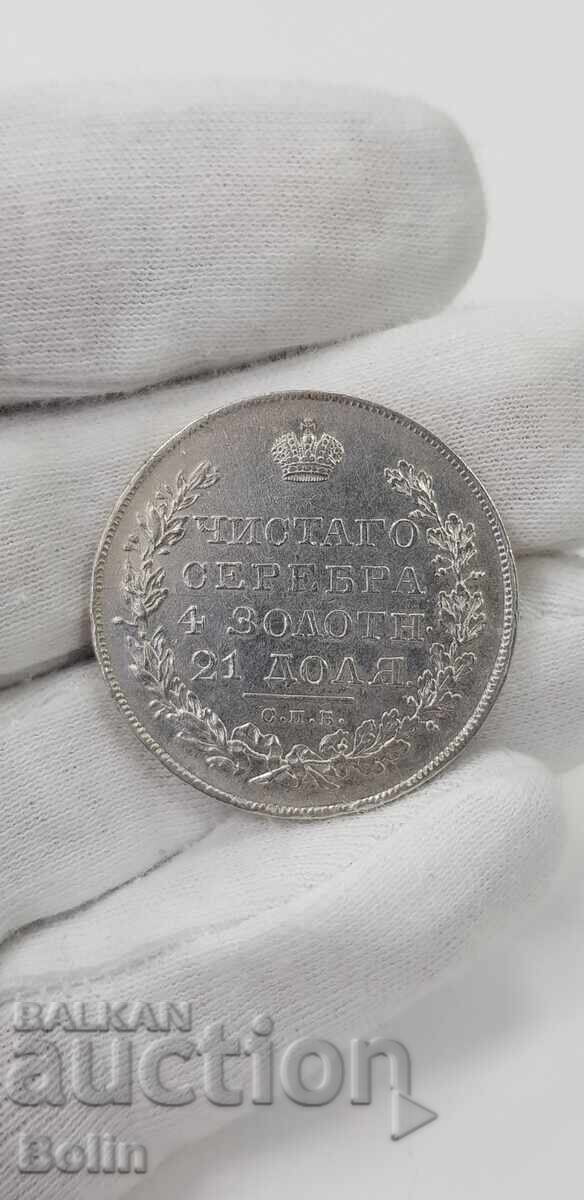 ЧИСТАГО
СЕРЕБРА
4 ЗОЛОТН.
21 ДОЛЯ.
С.П.Б.
BALKAN
auction
Bolin